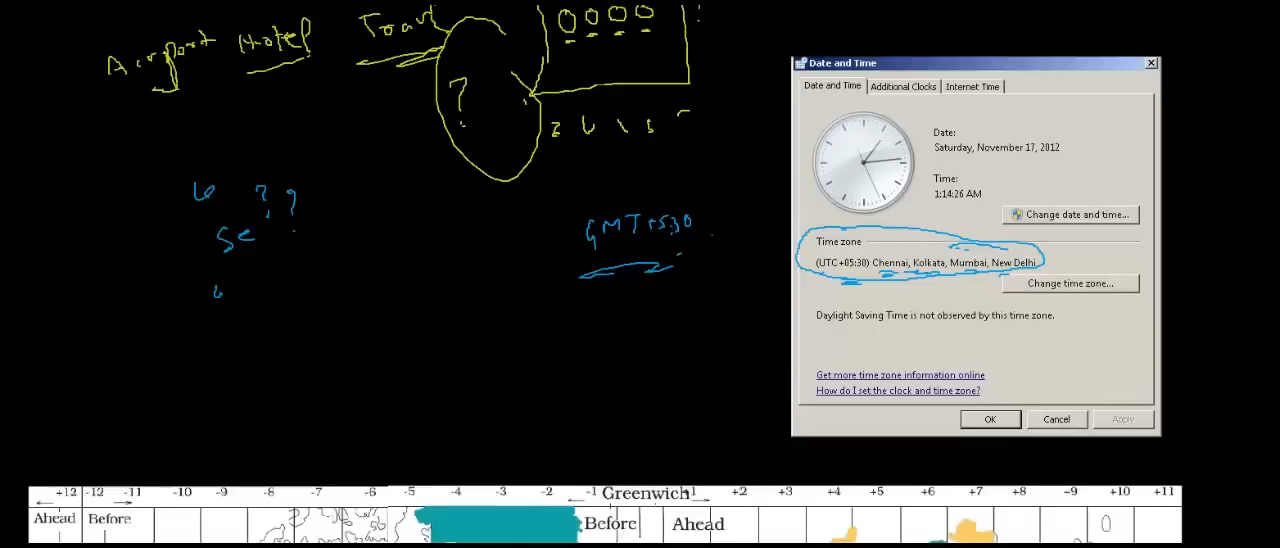 Airport Hotel
0000
?
GMT+5:30
Date and Time
Date and Time Additional Clocks Internet Time
Date:
Saturday, November 17, 2012
Time:
1:14:26 AM
Change date and time...
Time zone
(UTC+05:30) Chennai, Kolkata, Mumbai, New Delhi
Change time zone...
Daylight Saving Time is not observed by this time zone.
Get more time zone information online
How do I set the clock and time zone?
OK Cancel Apply
+12 -12 -11 -10 -9 -8 -7 -6 -5 -4 -3 -2 -1 Greenwich +1 +2 +3 +4 +5 +6 +7 +8 -9 +10 +11
Ahead Before Before Ahead